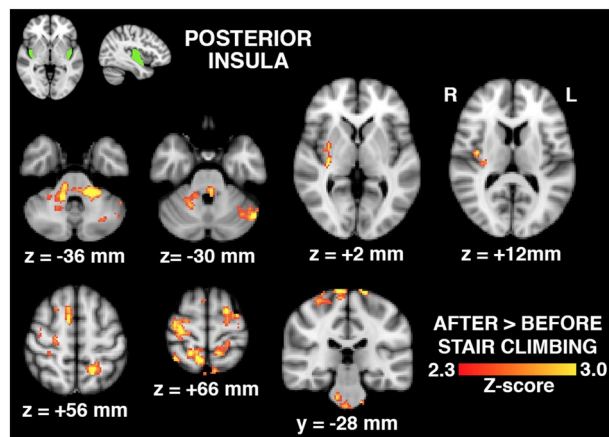 POSTERIOR
INSULA
R L
z = -36 mm
z= -30 mm
z = +2 mm
z = +12mm
z = +56 mm
z = +66 mm
y = -28 mm
AFTER > BEFORE
STAIR CLIMBING
2.3 3.0
Z-score